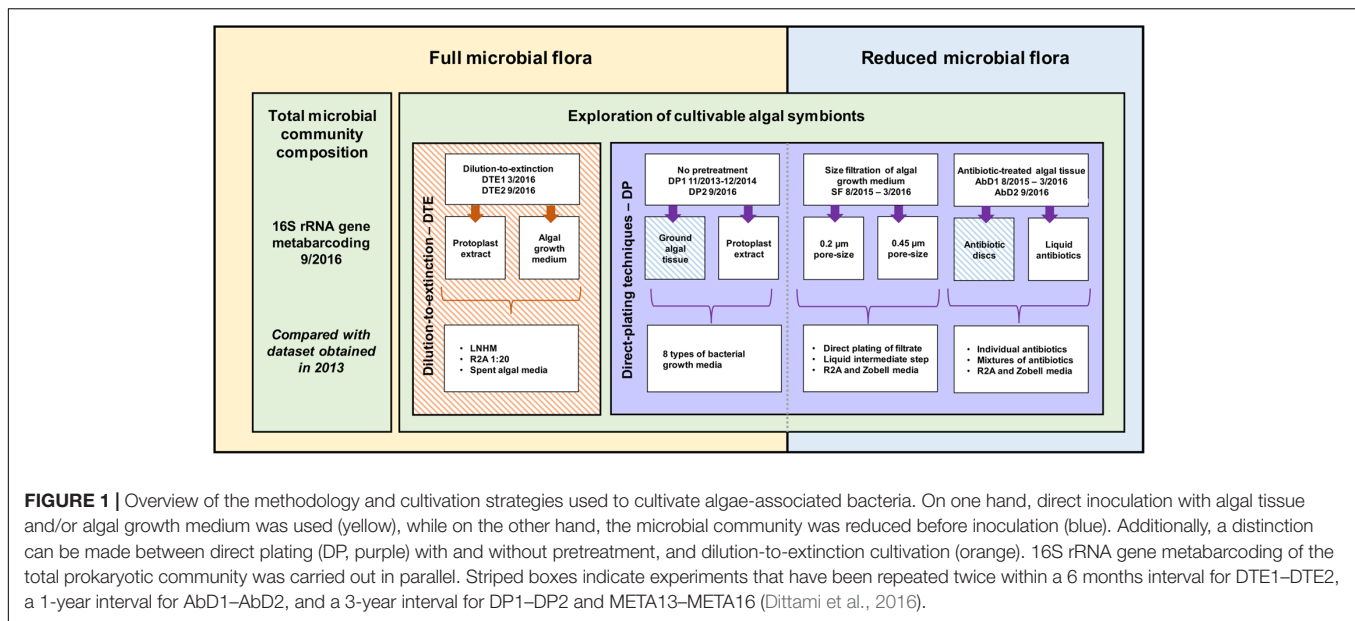 Full microbial flora
Reduced microbial flora
Total microbial
community
composition
16S rRNA gene
metabarcoding
9/2016
Compared with
dataset obtained
in 2013
Exploration of cultivable algal symbionts
Dilution-to-extinction – DTE
Dilution-to-extinction
DTE1 3/2016
DTE2 9/2016
Protoplast
extract
Algal
growth
medium
• LNHM
• R2A 1:20
• Spent algal media
Direct-plating techniques – DP
No pretreatment
DP1 11/2013-12/2014
DP2 9/2016
Ground
algal
tissue
Protoplast
extract
8 types of bacterial
growth media
Size filtration of algal
growth medium
SF 8/2015 – 3/2016
0.2 µm
pore-size
0.45 µm
pore-size
• Direct plating of filtrate
• Liquid intermediate step
• R2A and Zobell media
Antibiotic-treated algal tissue
AbD1 8/2015 – 3/2016
AbD2 9/2016
Antibiotic
discs
Liquid
antibiotics
• Individual antibiotics
• Mixtures of antibiotics
• R2A and Zobell media
FIGURE 1 | Overview of the methodology and cultivation strategies used to cultivate algae-associated bacteria. On one hand, direct inoculation with algal tissue
and/or algal growth medium was used (yellow), while on the other hand, the microbial community was reduced before inoculation (blue). Additionally, a distinction
can be made between direct plating (DP, purple) with and without pretreatment, and dilution-to-extinction cultivation (orange). 16S rRNA gene metabarcoding of the
total prokaryotic community was carried out in parallel. Striped boxes indicate experiments that have been repeated twice within a 6 months interval for DTE1–DTE2,
a 1-year interval for AbD1–AbD2, and a 3-year interval for DP1–DP2 and META13–META16 (Dittami et al., 2016).